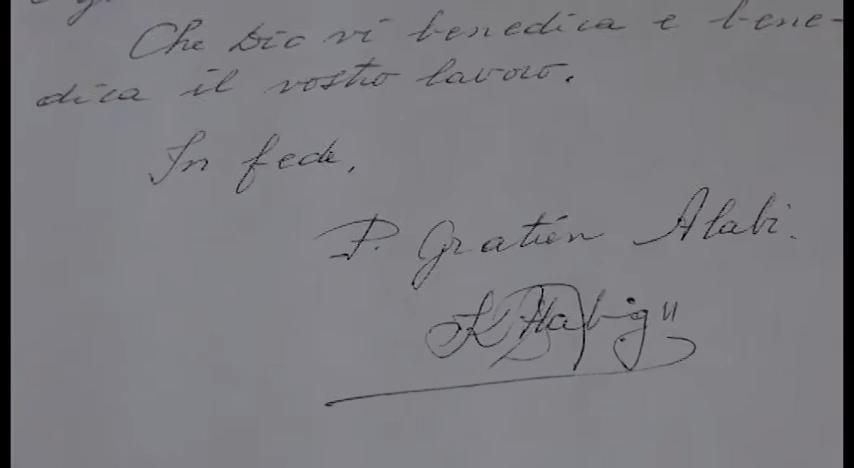 Che Dio vi benedica e bene-
dica il vostro lavoro.
In fede,
P. Gratien Alabi.